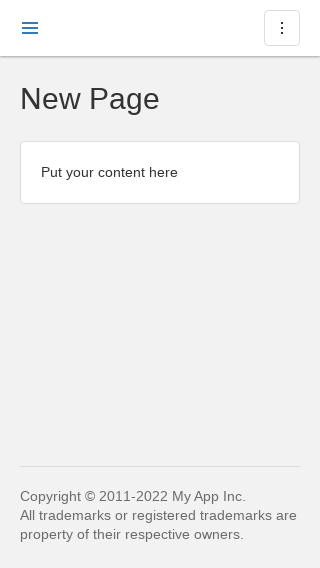 New Page
Put your content here
Copyright © 2011-2022 My App Inc.
All trademarks or registered trademarks are
property of their respective owners.